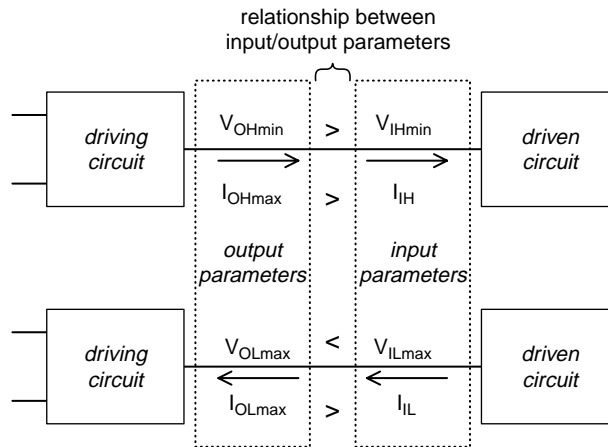 relationship between
input/output parameters
driving
circuit
V_OHmin > V_IHmin
driven
circuit
I_OHmax > I_IH
output
parameters
input
parameters
driving
circuit
V_OLmax < V_ILmax
driven
circuit
I_OLmax > I_IL